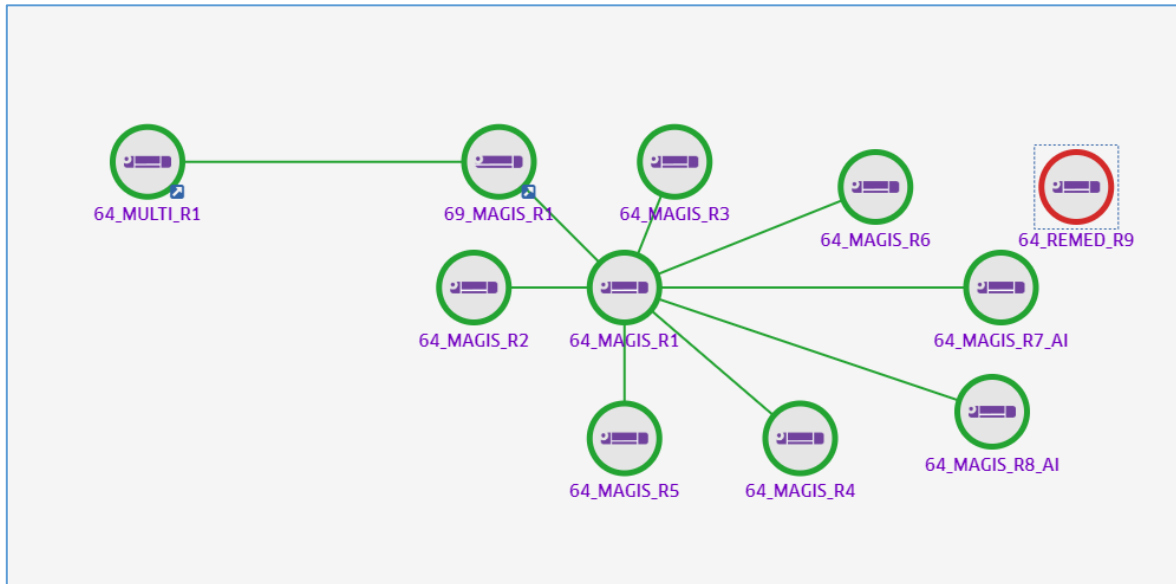 64_MULTI_R1
69_MAGIS_R1
64_MAGIS_R3
64_MAGIS_R6
64_REMED_R9
64_MAGIS_R2
64_MAGIS_R1
64_MAGIS_R7_AI
64_MAGIS_R8_AI
64_MAGIS_R5
64_MAGIS_R4